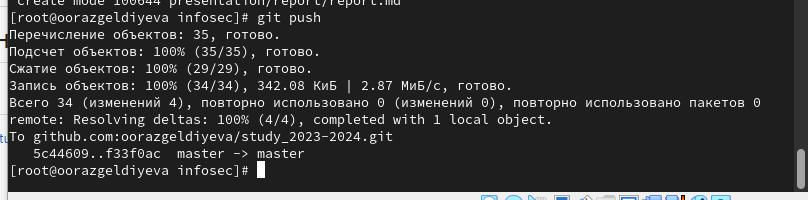 create mode 100644 presentation/report/report.md
[root@oorazgeldiyeva infosec]# git push
Перечисление объектов: 35, готово.
Подсчет объектов: 100% (35/35), готово.
Сжатие объектов: 100% (29/29), готово.
Запись объектов: 100% (34/34), 342.08 КиБ | 2.87 МиБ/с, готово.
Всего 34 (изменений 4), повторно использовано 0 (изменений 0), повторно использовано пакетов 0
remote: Resolving deltas: 100% (4/4), completed with 1 local object.
To github.com:oorazgeldiyeva/study_2023-2024.git
5c44609..f33f0ac master -> master
[root@oorazgeldiyeva infosec]#